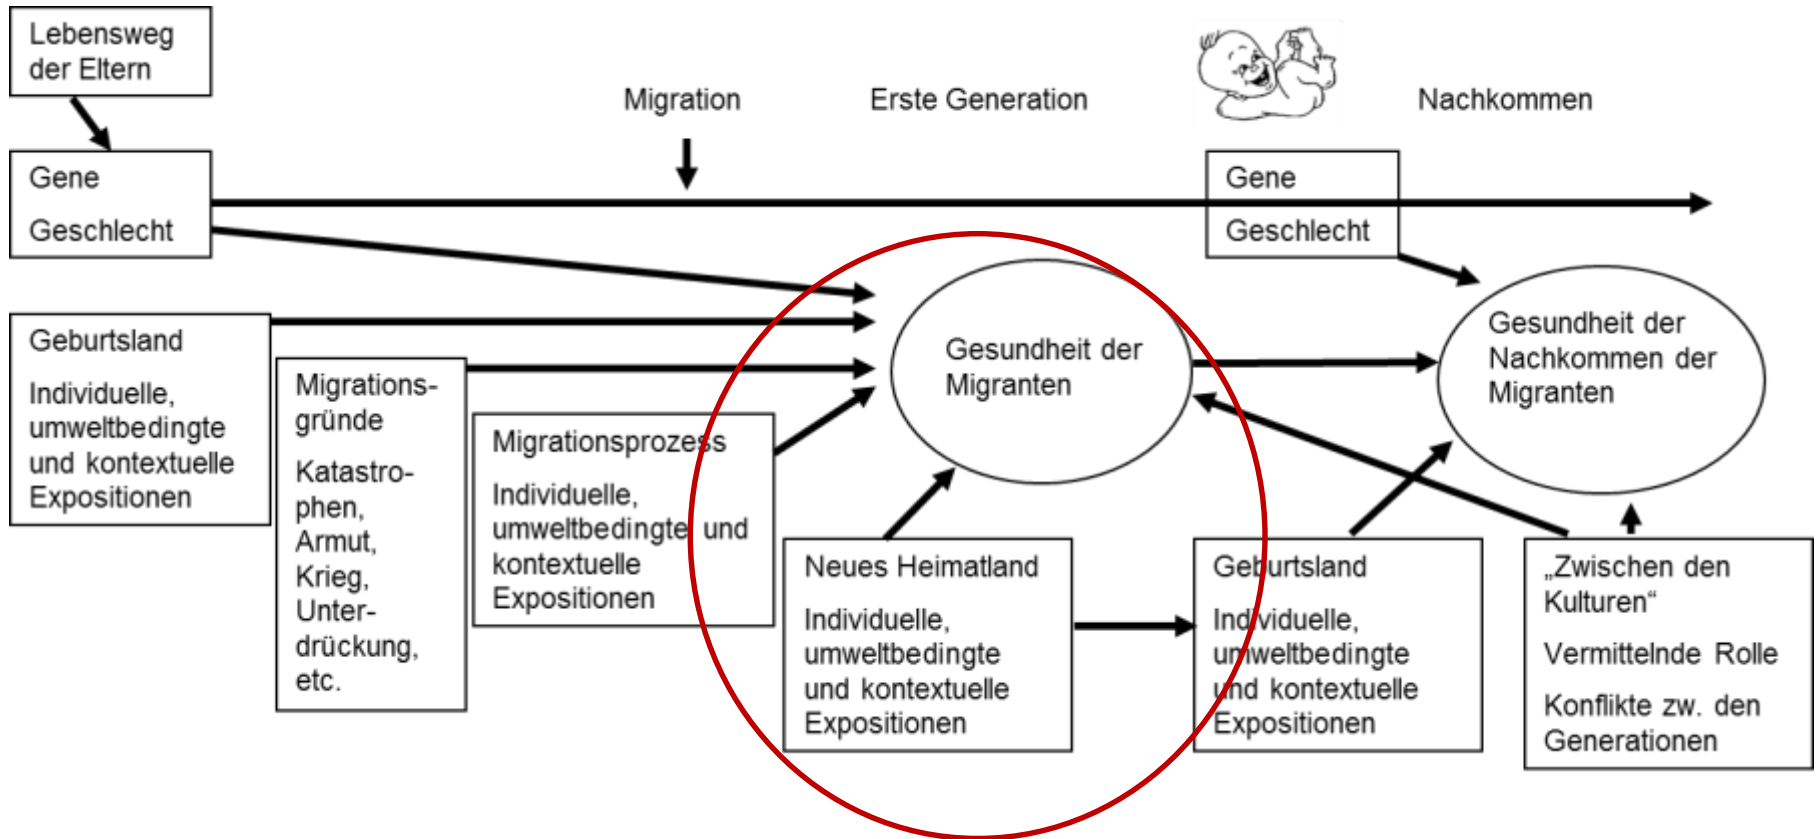 Lebensweg
der Eltern
Migration
Erste Generation
Nachkommen
Gene
Geschlecht
Gene
Geschlecht
Geburtsland
Individuelle,
umweltbedingte
und kontextuelle
Expositionen
Migrations-
gründe
Katastro-
phen,
Armut,
Krieg,
Unter-
drückung,
etc.
Migrationsprozess
Individuelle,
umweltbedingte und
kontextuelle
Expositionen
Gesundheit der
Migranten
Gesundheit der
Nachkommen der
Migranten
Neues Heimatland
Individuelle,
umweltbedingte
und kontextuelle
Expositionen
Geburtsland
Individuelle,
umweltbedingte
und kontextuelle
Expositionen
„Zwischen den
Kulturen“
Vermittelnde Rolle
Konflikte zw. den
Generationen